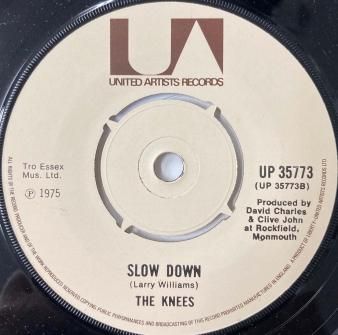 UA
UNITED ARTISTS RECORDS
Tro Essex
Mus. Ltd.
℗ 1975
UP 35773
(UP 35773B)
Produced by
David Charles
& Clive John
at Rockfield,
Monmouth
SLOW DOWN
(Larry Williams)
THE KNEES